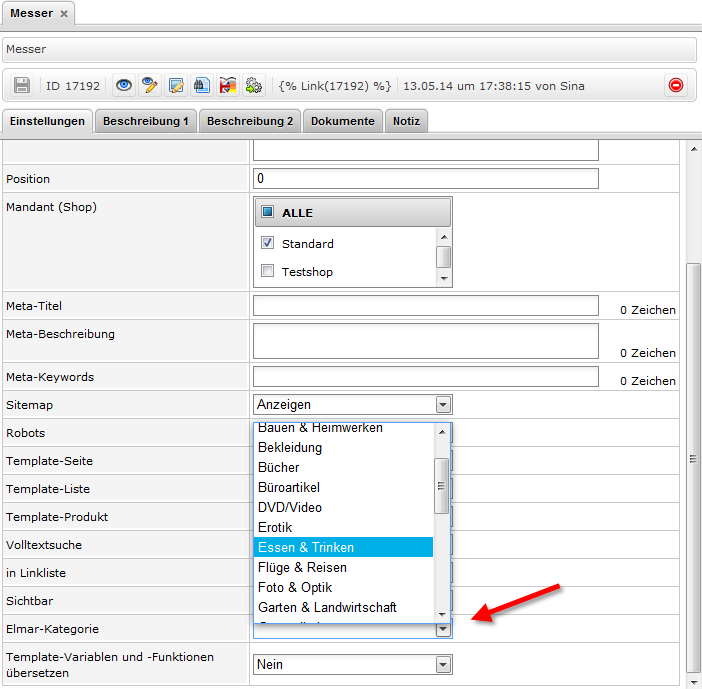 Messer
Messer
ID 17192 {% Link(17192) %} 13.05.14 um 17:38:15 von Sina
Einstellungen Beschreibung 1 Beschreibung 2 Dokumente Notiz
Position 0
Mandant (Shop) ALLE
Standard
Testshop
Meta-Titel 0 Zeichen
Meta-Beschreibung 0 Zeichen
Meta-Keywords 0 Zeichen
Sitemap Anzeigen
Robots
Template-Seite
Template-Liste
Template-Produkt
Volltextsuche
in Linkliste
Sichtbar
Elmar-Kategorie
Bauen & Heimwerken
Bekleidung
Bücher
Büroartikel
DVD/Video
Erotik
Essen & Trinken
Flüge & Reisen
Foto & Optik
Garten & Landwirtschaft
Template-Variablen und -Funktionen
übersetzen
Nein